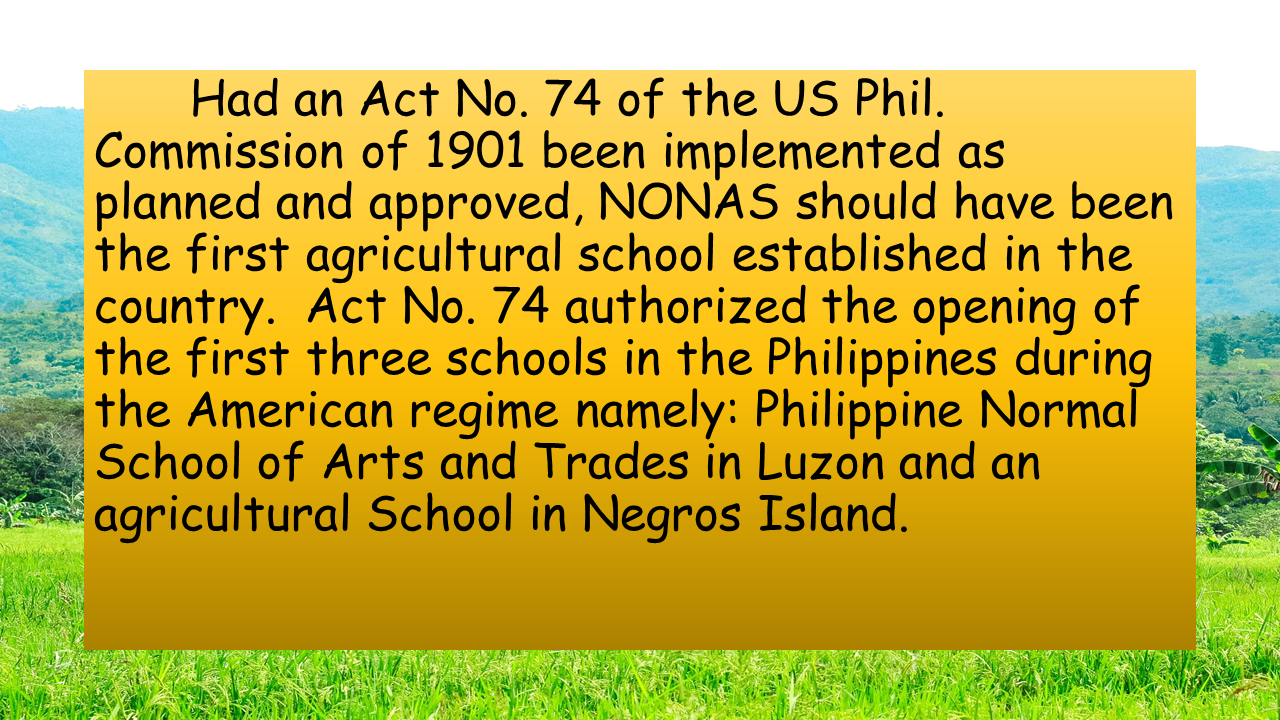 Had an Act No. 74 of the US Phil.
Commission of 1901 been implemented as
planned and approved, NONAS should have been
the first agricultural school established in the
country.  Act No. 74 authorized the opening of
the first three schools in the Philippines during
the American regime namely: Philippine Normal
School of Arts and Trades in Luzon and an
agricultural School in Negros Island.